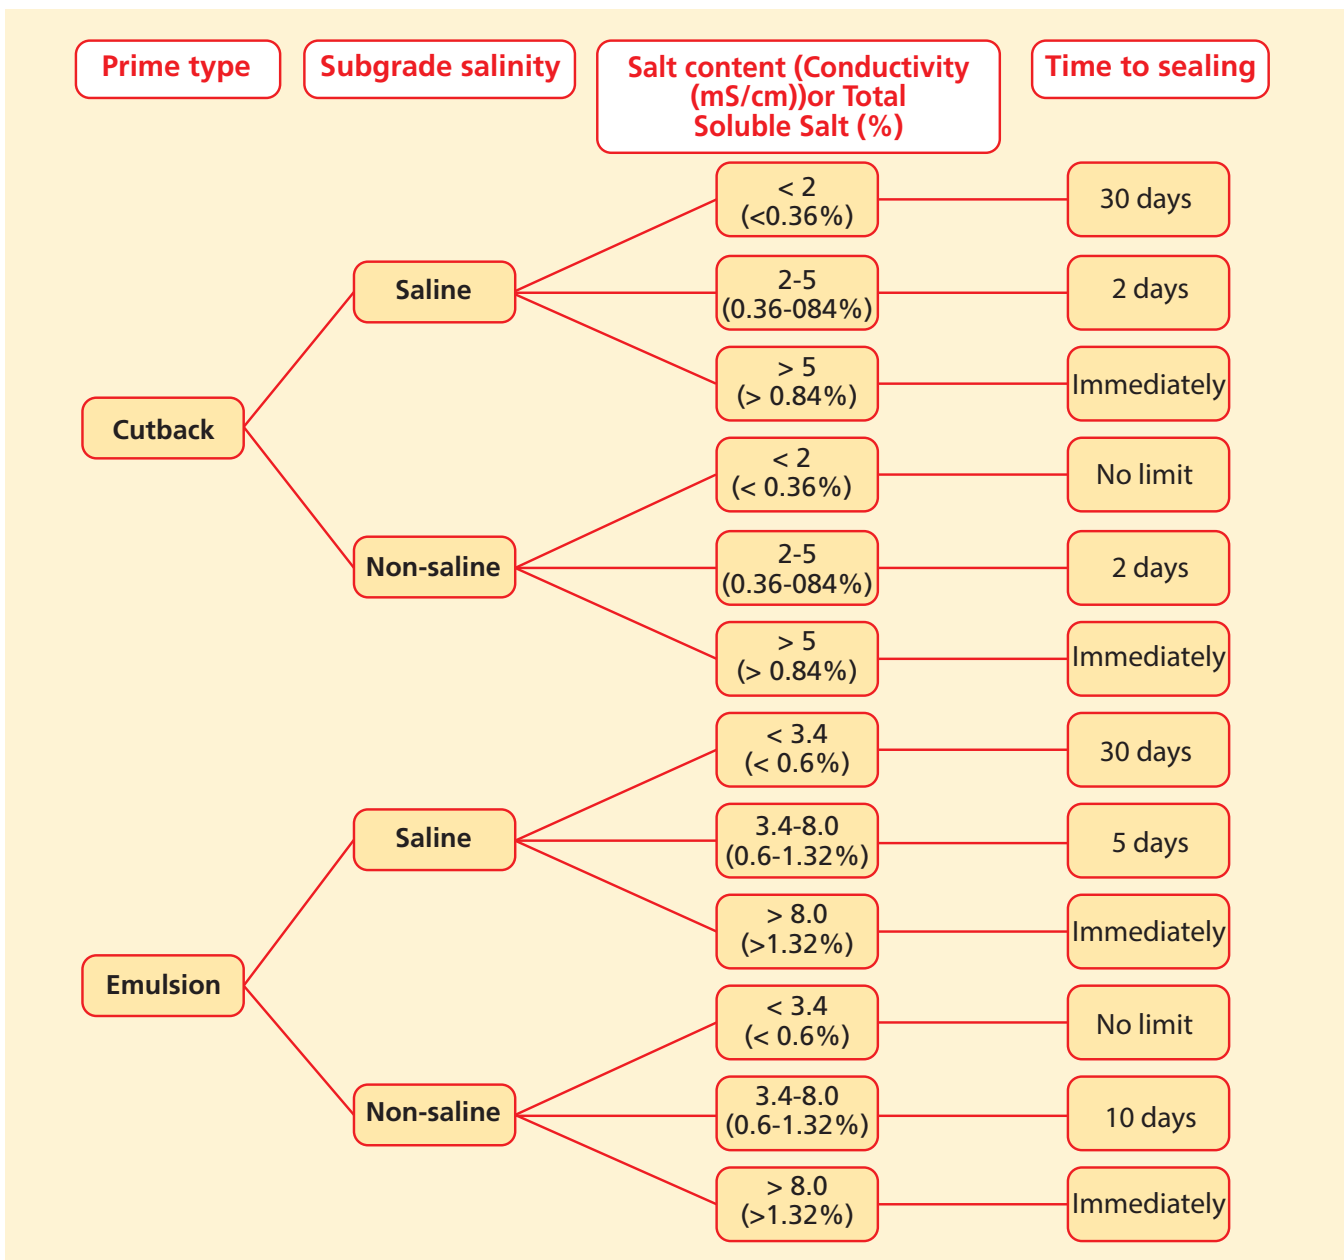 Prime type
Subgrade salinity
Salt content (Conductivity
(mS/cm))or Total
Soluble Salt (%)
Time to sealing
Cutback
Saline
< 2
(<0.36%)
30 days
2-5
(0.36-084%)
2 days
> 5
(> 0.84%)
Immediately
Non-saline
< 2
(< 0.36%)
No limit
2-5
(0.36-084%)
2 days
> 5
(> 0.84%)
Immediately
Emulsion
Saline
< 3.4
(< 0.6%)
30 days
3.4-8.0
(0.6-1.32%)
5 days
> 8.0
(>1.32%)
Immediately
Non-saline
< 3.4
(< 0.6%)
No limit
3.4-8.0
(0.6-1.32%)
10 days
> 8.0
(>1.32%)
Immediately